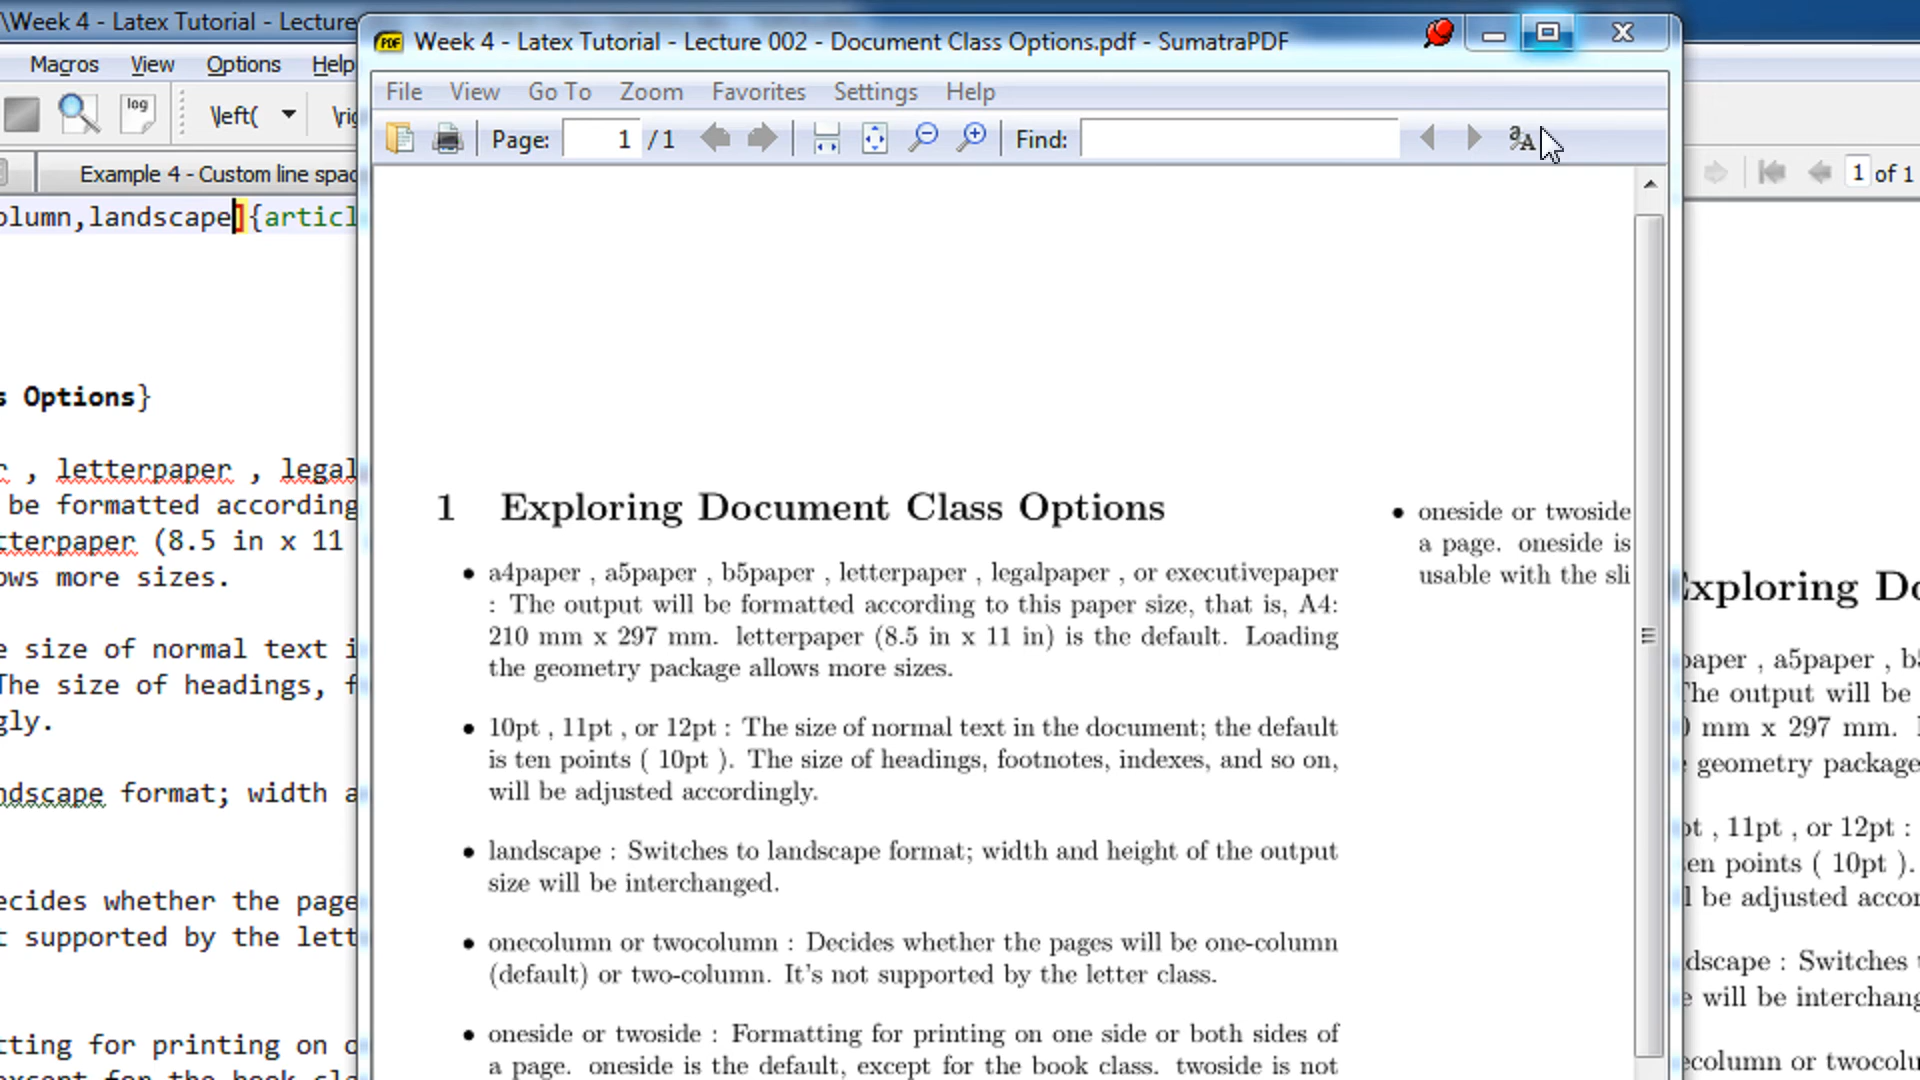 \Week 4 - Latex Tutorial - Lecture
Macros View Options Help
log \left(
Example 4 - Custom line spac
olumn,landscape]{articl
s Options}
r , letterpaper , legal
be formatted according
tterpaper (8.5 in x 11
ows more sizes.
e size of normal text i
The size of headings, f
gly.
ndscape format; width a
ecides whether the page
t supported by the lett
tting for printing on o
except for the book cla
Week 4 - Latex Tutorial - Lecture 002 - Document Class Options.pdf - SumatraPDF
File View Go To Zoom Favorites Settings Help
Page: 1 / 1 Find:
1 Exploring Document Class Options
• a4paper , a5paper , b5paper , letterpaper , legalpaper , or executivepaper
: The output will be formatted according to this paper size, that is, A4:
210 mm x 297 mm. letterpaper (8.5 in x 11 in) is the default. Loading
the geometry package allows more sizes.
• 10pt , 11pt , or 12pt : The size of normal text in the document; the default
is ten points ( 10pt ). The size of headings, footnotes, indexes, and so on,
will be adjusted accordingly.
• landscape : Switches to landscape format; width and height of the output
size will be interchanged.
• onecolumn or twocolumn : Decides whether the pages will be one-column
(default) or two-column. It's not supported by the letter class.
• oneside or twoside : Formatting for printing on one side or both sides of
a page. oneside is the default, except for the book class. twoside is not
• oneside or twoside
a page. oneside is
usable with the sli
1 of 1
Exploring Do
paper , a5paper , b5
The output will be
0 mm x 297 mm.
geometry package
pt , 11pt , or 12pt :
ten points ( 10pt ).
l be adjusted accor
dscape : Switches
e will be interchang
ecolumn or twocolu